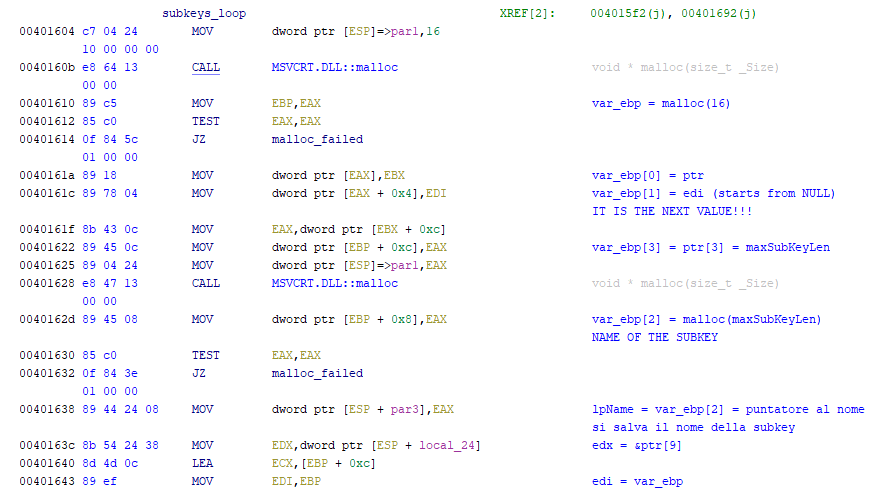 subkeys_loop XREF[2]: 004015f2(j), 00401692(j)
00401604 c7 04 24 MOV dword ptr [ESP]=>par1,16
10 00 00 00
0040160b e8 64 13 CALL MSVCRT.DLL::malloc void * malloc(size_t _Size)
00 00
00401610 89 c5 MOV EBP,EAX var_ebp = malloc(16)
00401612 85 c0 TEST EAX,EAX
00401614 0f 84 5c JZ malloc_failed
01 00 00
0040161a 89 18 MOV dword ptr [EAX],EBX var_ebp[0] = ptr
0040161c 89 78 04 MOV dword ptr [EAX + 0x4],EDI var_ebp[1] = edi (starts from NULL)
IT IS THE NEXT VALUE!!!
0040161f 8b 43 0c MOV EAX,dword ptr [EBX + 0xc]
00401622 89 45 0c MOV dword ptr [EBP + 0xc],EAX var_ebp[3] = ptr[3] = maxSubKeyLen
00401625 89 04 24 MOV dword ptr [ESP]=>par1,EAX
00401628 e8 47 13 CALL MSVCRT.DLL::malloc void * malloc(size_t _Size)
00 00
0040162d 89 45 08 MOV dword ptr [EBP + 0x8],EAX var_ebp[2] = malloc(maxSubKeyLen)
NAME OF THE SUBKEY
00401630 85 c0 TEST EAX,EAX
00401632 0f 84 3e JZ malloc_failed
01 00 00
00401638 89 44 24 08 MOV dword ptr [ESP + par3],EAX lpName = var_ebp[2] = puntatore al nome
si salva il nome della subkey
0040163c 8b 54 24 38 MOV EDX,dword ptr [ESP + local_24] edx = &ptr[9]
00401640 8d 4d 0c LEA ECX,[EBP + 0xc]
00401643 89 ef MOV EDI,EBP edi = var_ebp